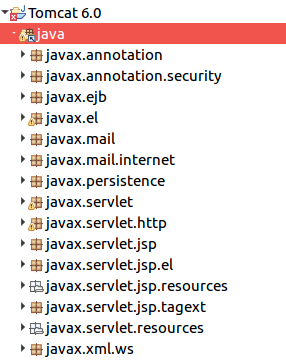 Tomcat 6.0
java
javax.annotation
javax.annotation.security
javax.ejb
javax.el
javax.mail
javax.mail.internet
javax.persistence
javax.servlet
javax.servlet.http
javax.servlet.jsp
javax.servlet.jsp.el
javax.servlet.jsp.resources
javax.servlet.jsp.tagext
javax.servlet.resources
javax.xml.ws